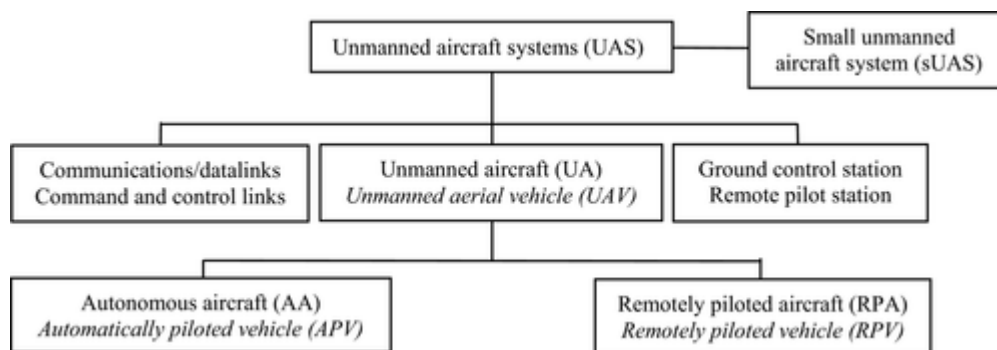 Unmanned aircraft systems (UAS)
Small unmanned
aircraft system (sUAS)
Communications/datalinks
Command and control links
Unmanned aircraft (UA)
Unmanned aerial vehicle (UAV)
Ground control station
Remote pilot station
Autonomous aircraft (AA)
Automatically piloted vehicle (APV)
Remotely piloted aircraft (RPA)
Remotely piloted vehicle (RPV)